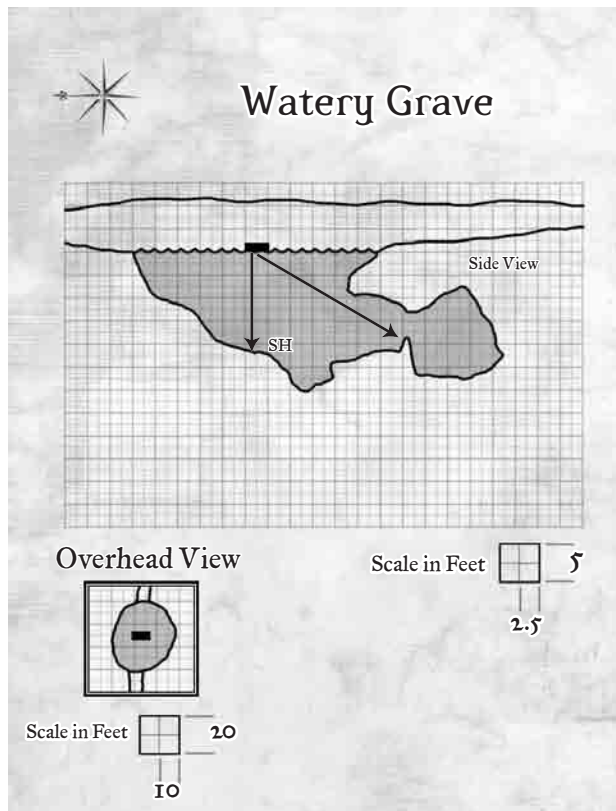 Watery Grave
Side View
SH
Overhead View
Scale in Feet
5
2.5
Scale in Feet
20
10